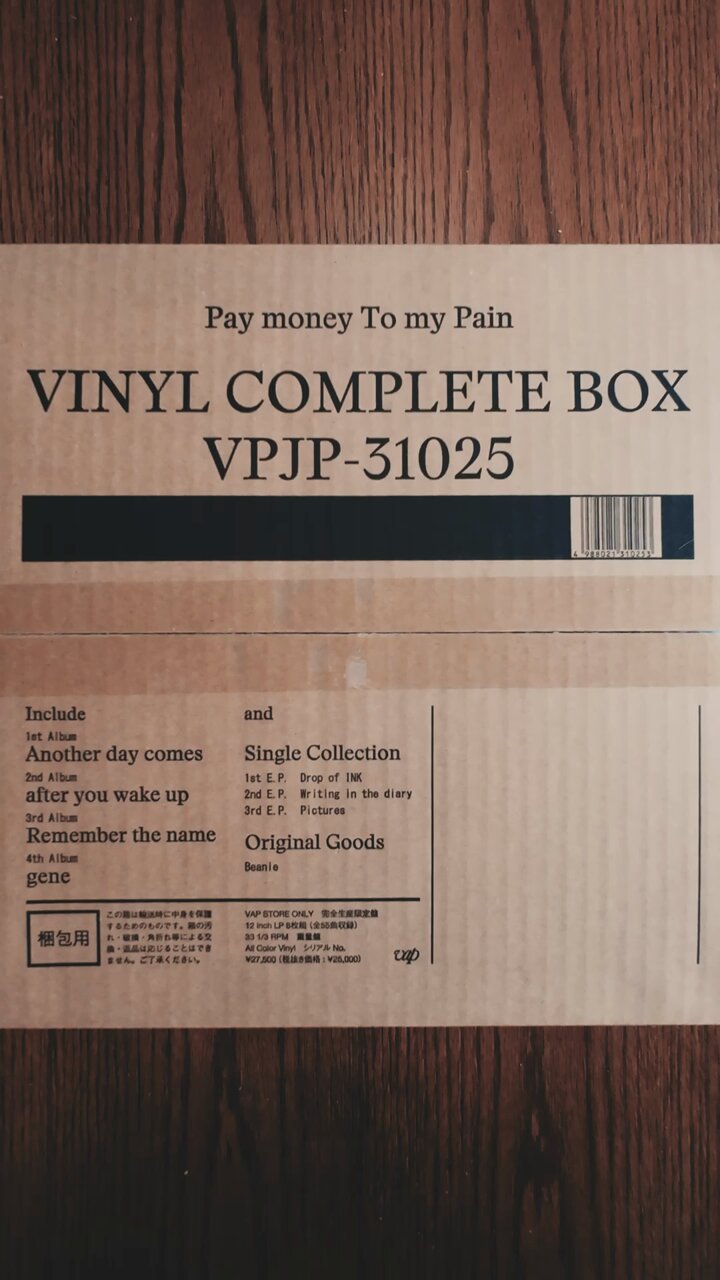 Pay money To my Pain
VINYL COMPLETE BOX
VPJP-31025
4 988021 310253
Include
1st Album
Another day comes
2nd Album
after you wake up
3rd Album
Remember the name
4th Album
gene
and
Single Collection
1st E.P. Drop of INK
2nd E.P. Writing in the diary
3rd E.P. Pictures
Original Goods
Beanie
梱包用
この箱は輸送時に中身を保護
するためのものです。箱の汚
れ・破損・角折れ等による交
換・返品は応じることはでき
ません。ご了承ください。
VAP STORE ONLY 完全生産限定盤
12 inch LP 8枚組 (全55曲収録)
33 1/3 RPM 重量盤
All Color Vinyl シリアル No.
¥27,500 (税抜き価格:¥25,000)
vap